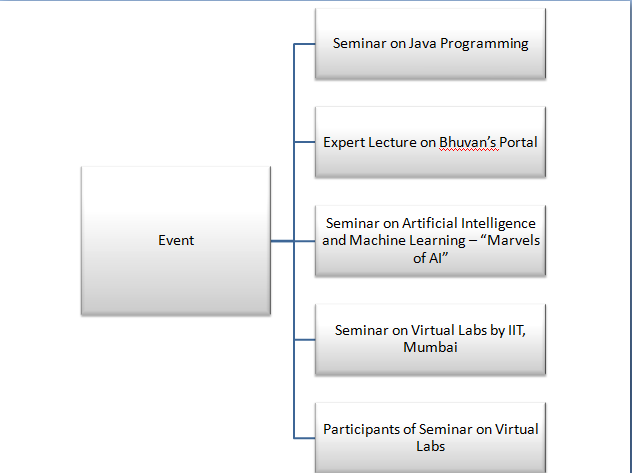 Event
Seminar on Java Programming
Expert Lecture on Bhuvan’s Portal
Seminar on Artificial Intelligence
and Machine Learning – “Marvels
of AI”
Seminar on Virtual Labs by IIT,
Mumbai
Participants of Seminar on Virtual
Labs